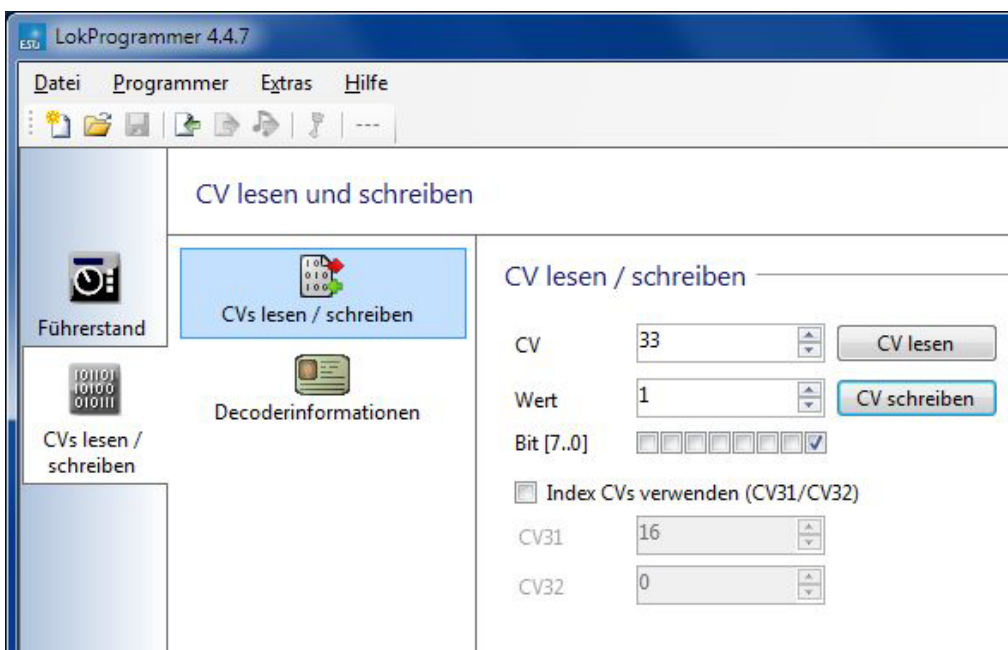 ESU LokProgrammer 4.4.7
Datei Programmer Extras Hilfe
---
CV lesen und schreiben
Führerstand
CVs lesen /
schreiben
CVs lesen / schreiben
Decoderinformationen
CV lesen / schreiben
CV 33 CV lesen
Wert 1 CV schreiben
Bit [7..0]
Index CVs verwenden (CV31/CV32)
CV31 16
CV32 0